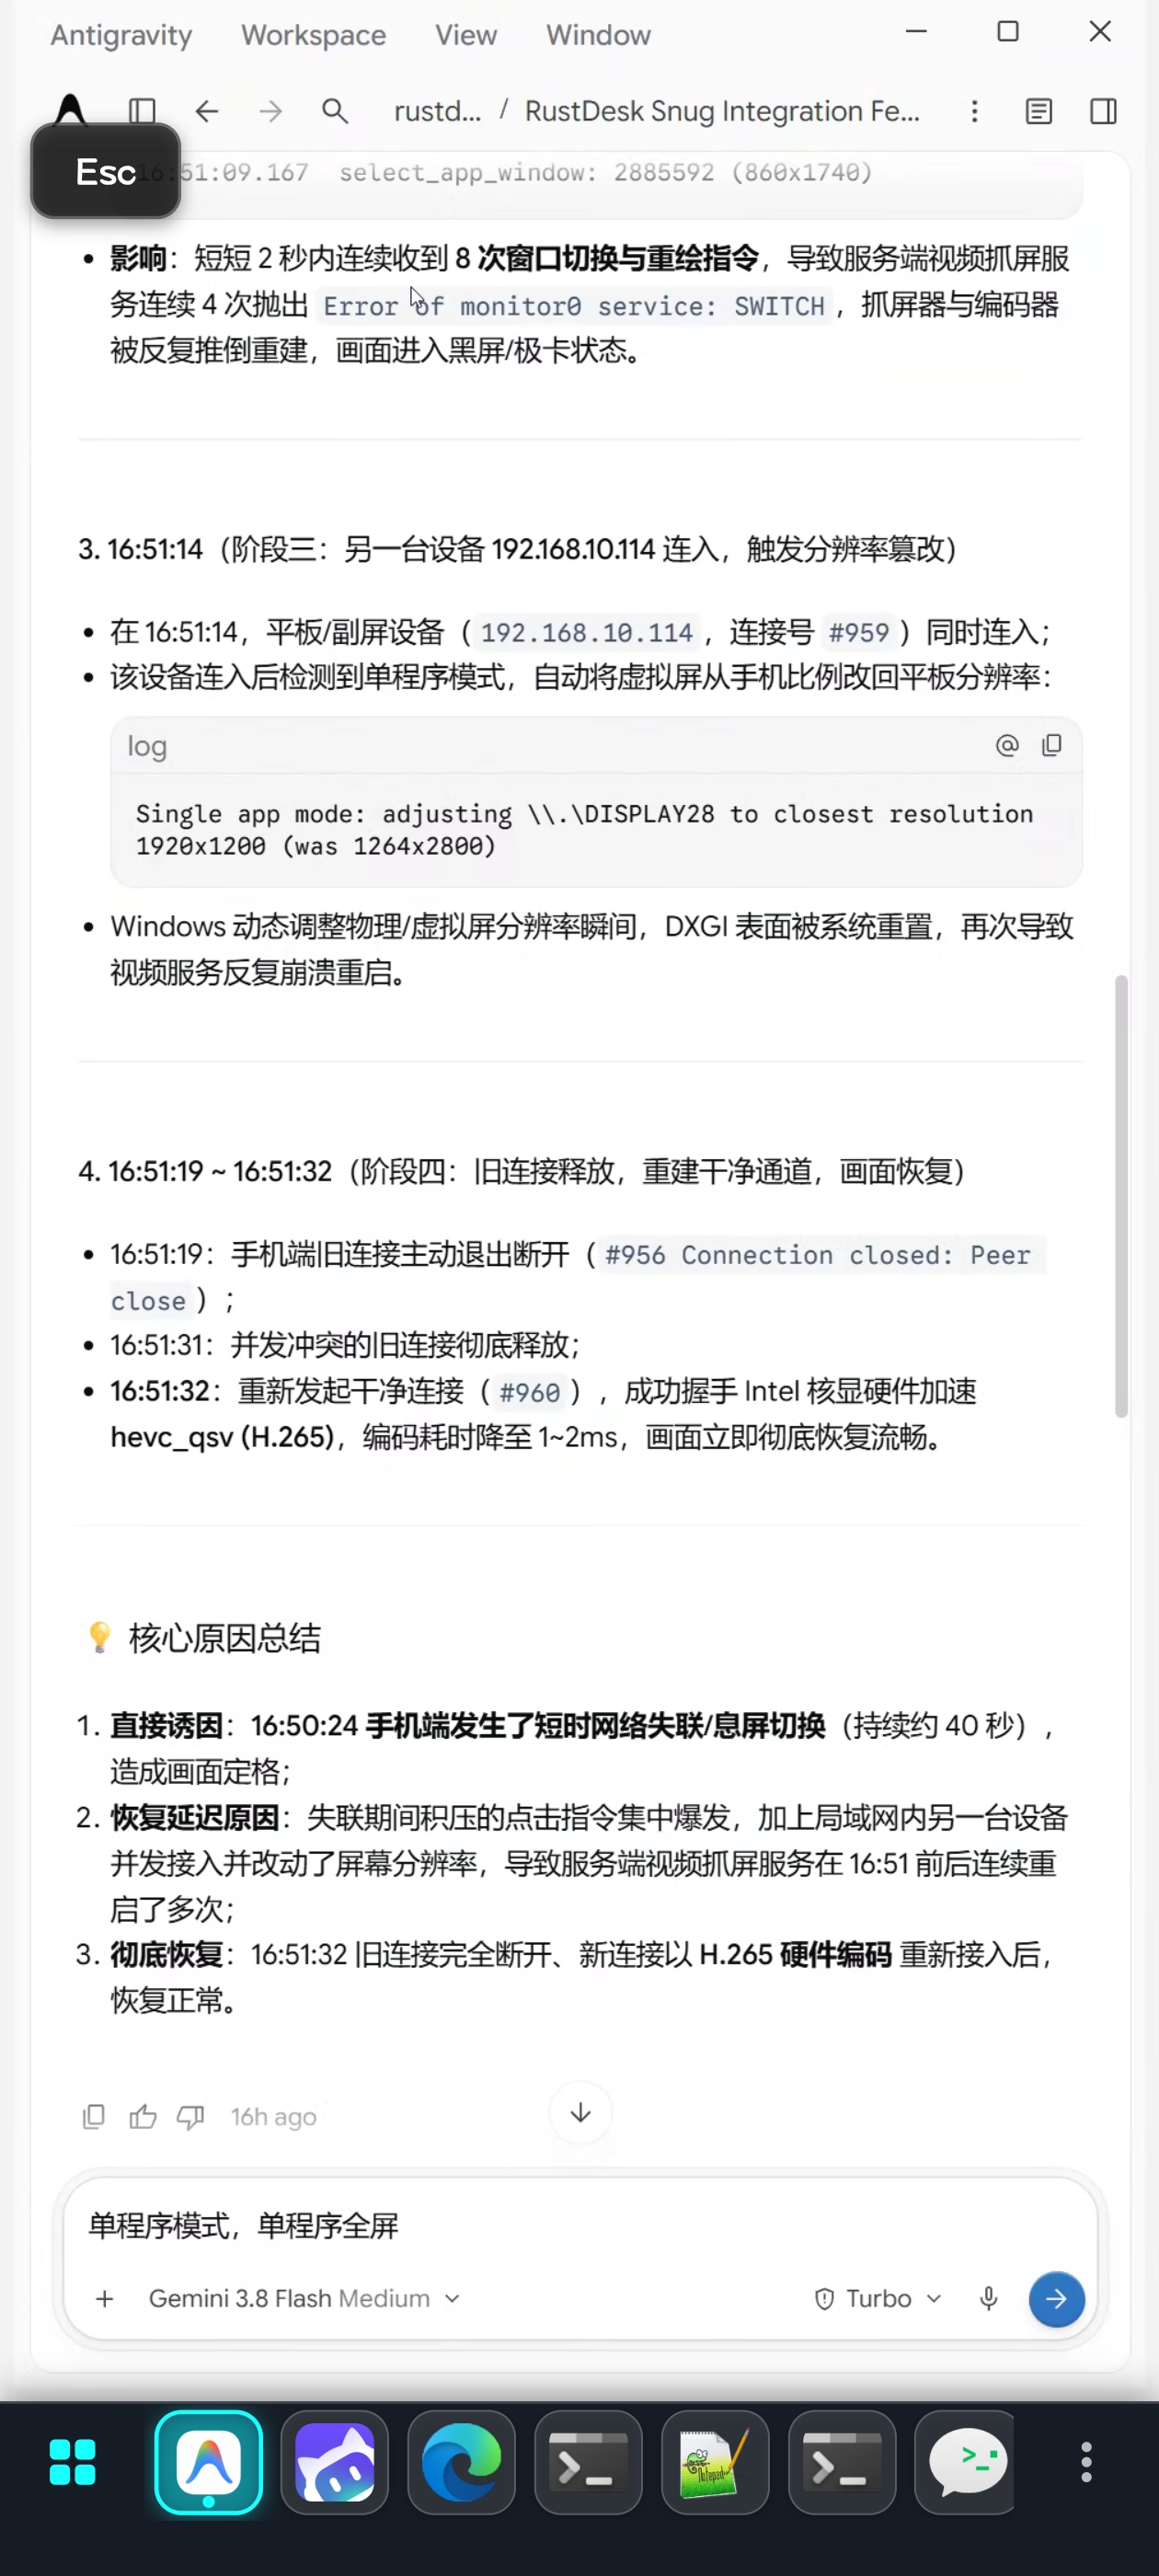 Antigravity Workspace View Window
rustd... / RustDesk Snug Integration Fe...
Esc
16:51:09.167 select_app_window: 2885592 (860x1740)
• 影响：短短 2 秒内连续收到 8 次窗口切换与重绘指令，导致服务端视频抓屏服
务连续 4 次抛出 Error of monitor0 service: SWITCH ，抓屏器与编码器
被反复推倒重建，画面进入黑屏/极卡状态。
3. 16:51:14（阶段三：另一台设备 192.168.10.114 连入，触发分辨率篡改）
• 在 16:51:14，平板/副屏设备（ 192.168.10.114 ，连接号 #959 ）同时连入；
• 该设备连入后检测到单程序模式，自动将虚拟屏从手机比例改回平板分辨率：
log
Single app mode: adjusting \\.\DISPLAY28 to closest resolution
1920x1200 (was 1264x2800)
• Windows 动态调整物理/虚拟屏分辨率瞬间，DXGI 表面被系统重置，再次导致
视频服务反复崩溃重启。
4. 16:51:19 ~ 16:51:32（阶段四：旧连接释放，重建干净通道，画面恢复）
• 16:51:19：手机端旧连接主动退出断开（ #956 Connection closed: Peer
close ）；
• 16:51:31：并发冲突的旧连接彻底释放；
• 16:51:32：重新发起干净连接（ #960 ），成功握手 Intel 核显硬件加速
hevc_qsv (H.265)，编码耗时降至 1~2ms，画面立即彻底恢复流畅。
💡 核心原因总结
1. 直接诱因：16:50:24 手机端发生了短时网络失联/息屏切换（持续约 40 秒），
造成画面定格；
2. 恢复延迟原因：失联期间积压的点击指令集中爆发，加上局域网内另一台设备
并发接入并改动了屏幕分辨率，导致服务端视频抓屏服务在 16:51 前后连续重
启了多次；
3. 彻底恢复：16:51:32 旧连接完全断开、新连接以 H.265 硬件编码 重新接入后，
恢复正常。
16h ago
单程序模式，单程序全屏
Gemini 3.8 Flash Medium Turbo
Notepad++